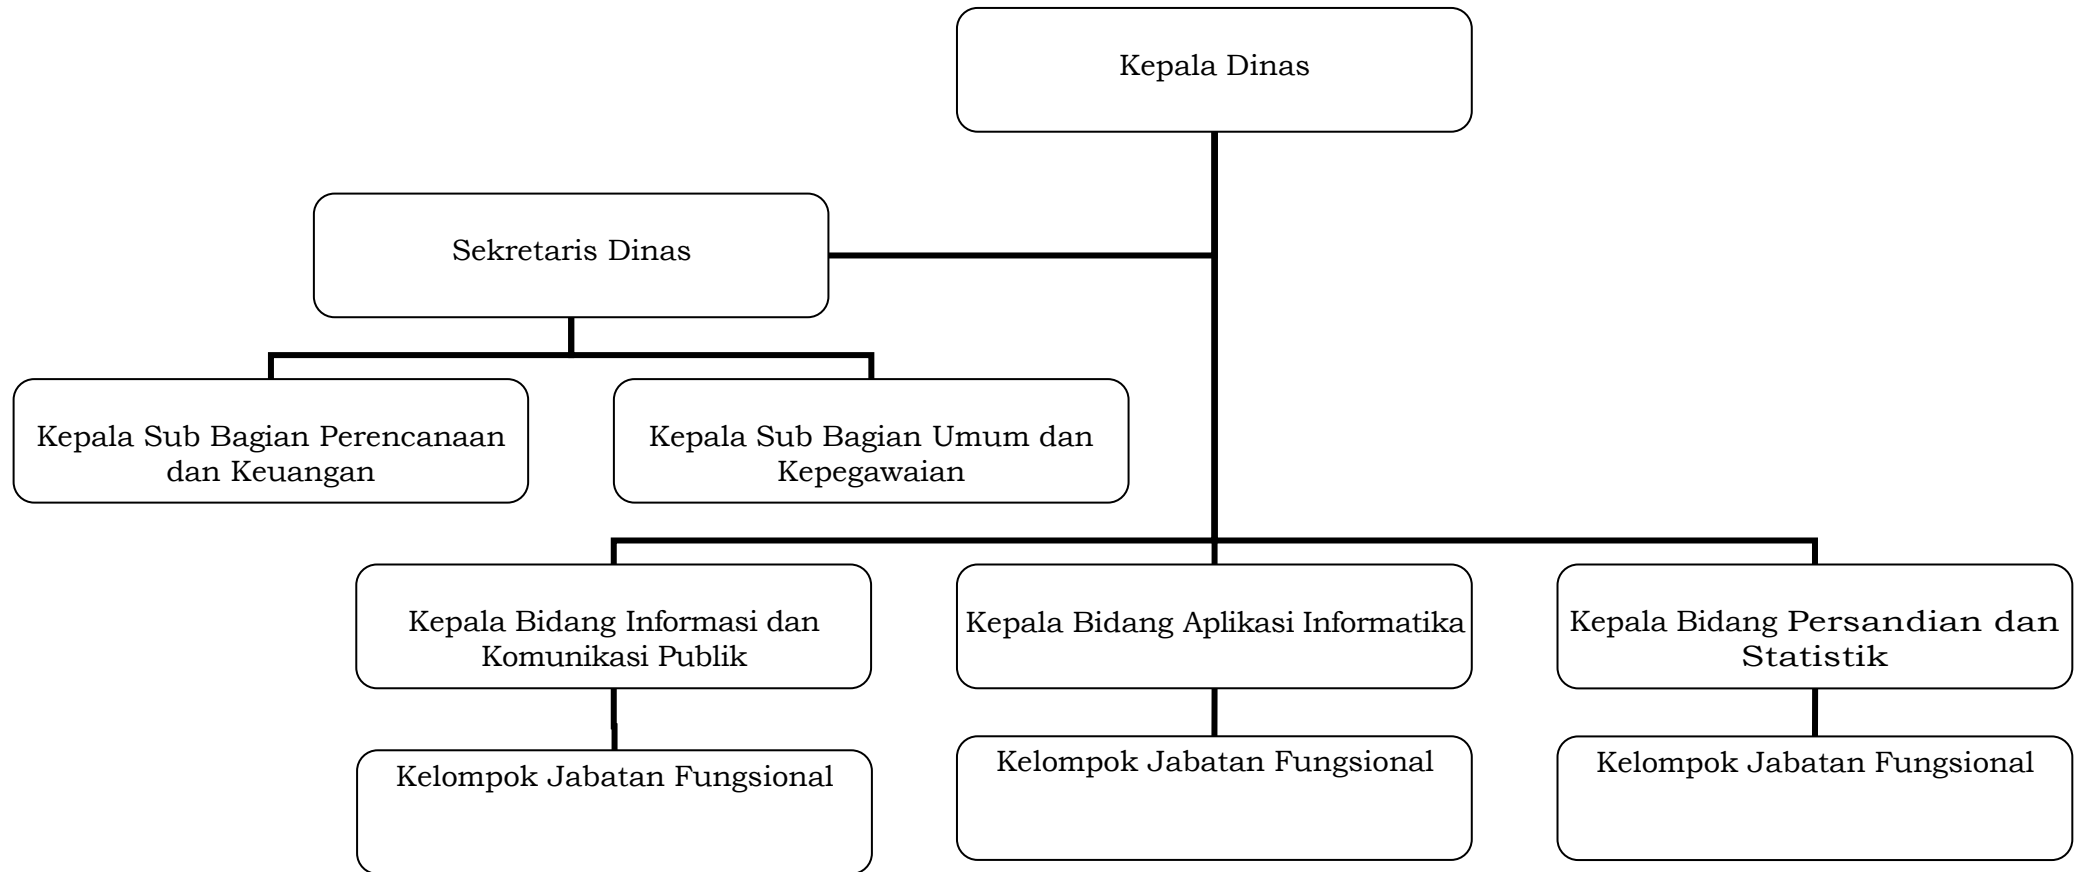 Kepala Dinas
Sekretaris Dinas
Kepala Sub Bagian Perencanaan
dan Keuangan
Kepala Sub Bagian Umum dan
Kepegawaian
Kepala Bidang Informasi dan
Komunikasi Publik
Kepala Bidang Aplikasi Informatika
Kepala Bidang Persandian dan
Statistik
Kelompok Jabatan Fungsional
Kelompok Jabatan Fungsional
Kelompok Jabatan Fungsional